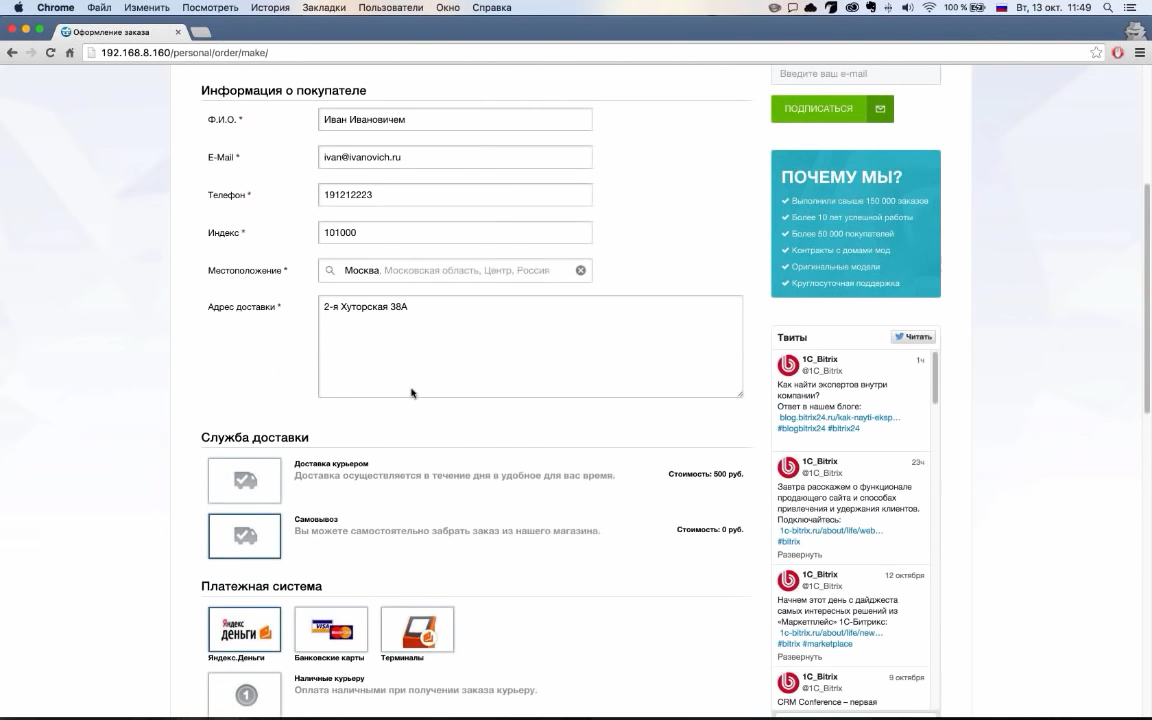 Chrome Файл Изменить Посмотреть История Закладки Пользователи Окно Справка
100 % Вт, 13 окт. 11:49
Оформление заказа
192.168.8.160/personal/order/make/
Информация о покупателе
Ф.И.О. * Иван Ивановичем
E-Mail * ivan@ivanovich.ru
Телефон * 191212223
Индекс * 101000
Местоположение * Москва, Московская область, Центр, Россия
Адрес доставки * 2-я Хуторская 38А
Служба доставки
Доставка курьером
Доставка осуществляется в течение дня в удобное для вас время.
Стоимость: 500 руб.
Самовывоз
Вы можете самостоятельно забрать заказ из нашего магазина.
Стоимость: 0 руб.
Платежная система
Яндекс
деньги
VISA
MasterCard
Яндекс.Деньги Банковские карты Терминалы
1
Наличные курьеру
Оплата наличными при получении заказа курьеру.
Введите ваш e-mail
ПОДПИСАТЬСЯ
ПОЧЕМУ МЫ?
Выполнили свыше 150 000 заказов
Более 10 лет успешной работы
Более 50 000 покупателей
Контракты с домами мод
Оригинальные модели
Круглосуточная поддержка
Твиты Читать
1C_Bitrix 1ч
@1C_Bitrix
Как найти экспертов внутри
компании?
Ответ в нашем блоге:
blog.bitrix24.ru/kak-nayti-eksp...
#blogbitrix24 #bitrix24
1C_Bitrix 23ч
@1C_Bitrix
Завтра расскажем о функционале
продающего сайта и способах
привлечения и удержания клиентов.
Подключайтесь:
1c-bitrix.ru/about/life/web...
#bitrix
Развернуть
1C_Bitrix 12 октября
@1C_Bitrix
Начнем этот день с дайджеста
самых интересных решений из
«Маркетплейс» 1С-Битрикс:
1c-bitrix.ru/about/life/new...
#bitrix #marketplace
Развернуть
1C_Bitrix 9 октября
@1C_Bitrix
CRM Conference – первая